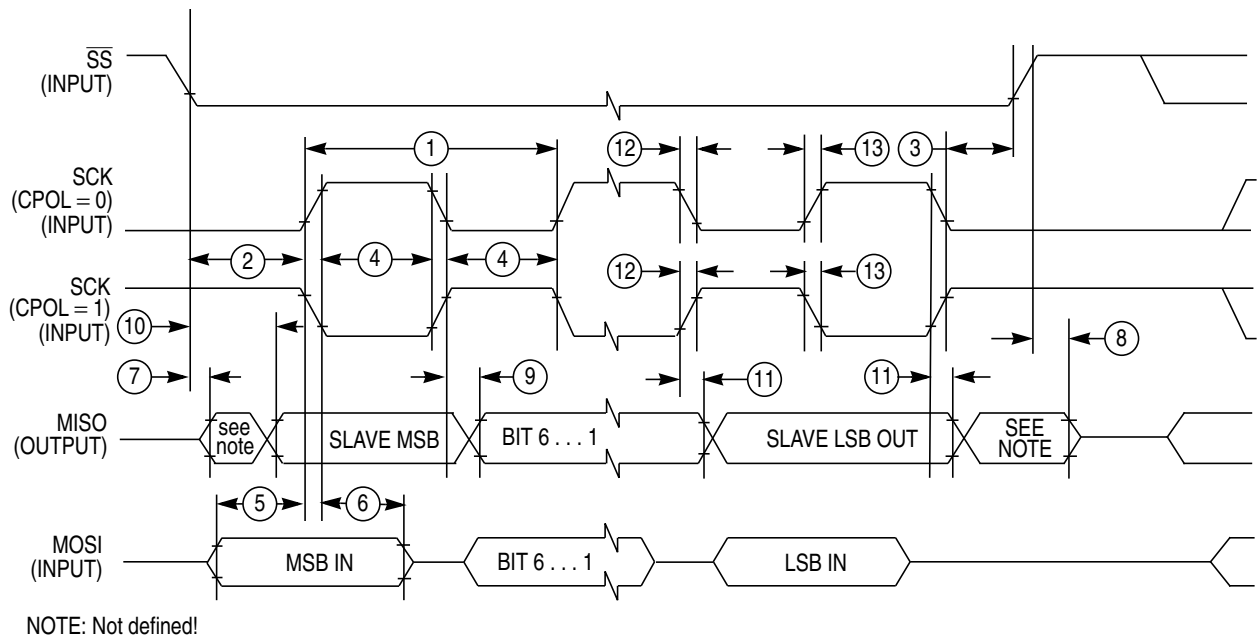 SS
(INPUT)
1
12
13
3
SCK
(CPOL = 0)
(INPUT)
2
4
4
12
13
SCK
(CPOL = 1)
(INPUT)
10
8
7
9
11
11
MISO
(OUTPUT)
see
note
SLAVE MSB
BIT 6 . . . 1
SLAVE LSB OUT
SEE
NOTE
5
6
MOSI
(INPUT)
MSB IN
BIT 6 . . . 1
LSB IN
NOTE: Not defined!